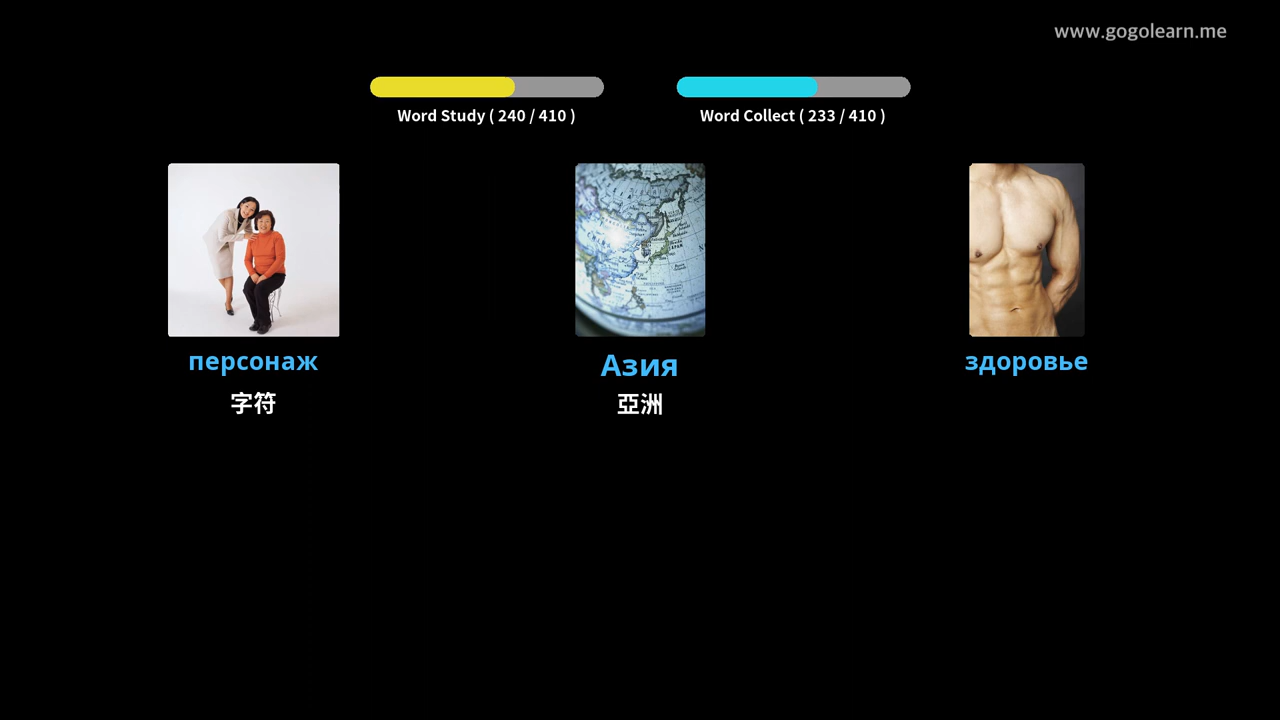 www.gogolearn.me
Word Study ( 240 / 410 )
Word Collect ( 233 / 410 )
персонаж
字符
Азия
亞洲
здоровье